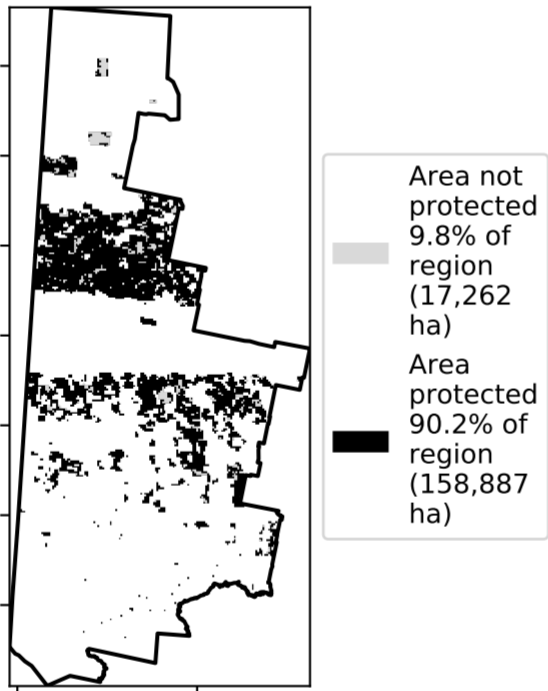 Area not
protected
9.8% of
region
(17,262
ha)
Area
protected
90.2% of
region
(158,887
ha)